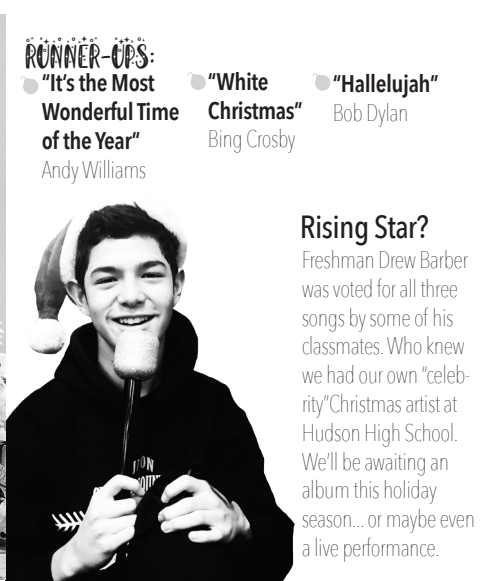 RUNNER-UPS:
"It's the Most
Wonderful Time
of the Year"
Andy Williams
"White
Christmas"
Bing Crosby
"Hallelujah"
Bob Dylan
Rising Star?
Freshman Drew Barber
was voted for all three
songs by some of his
classmates. Who knew
we had our own "celeb-
rity"Christmas artist at
Hudson High School.
We'll be awaiting an
album this holiday
season... or maybe even
a live performance.